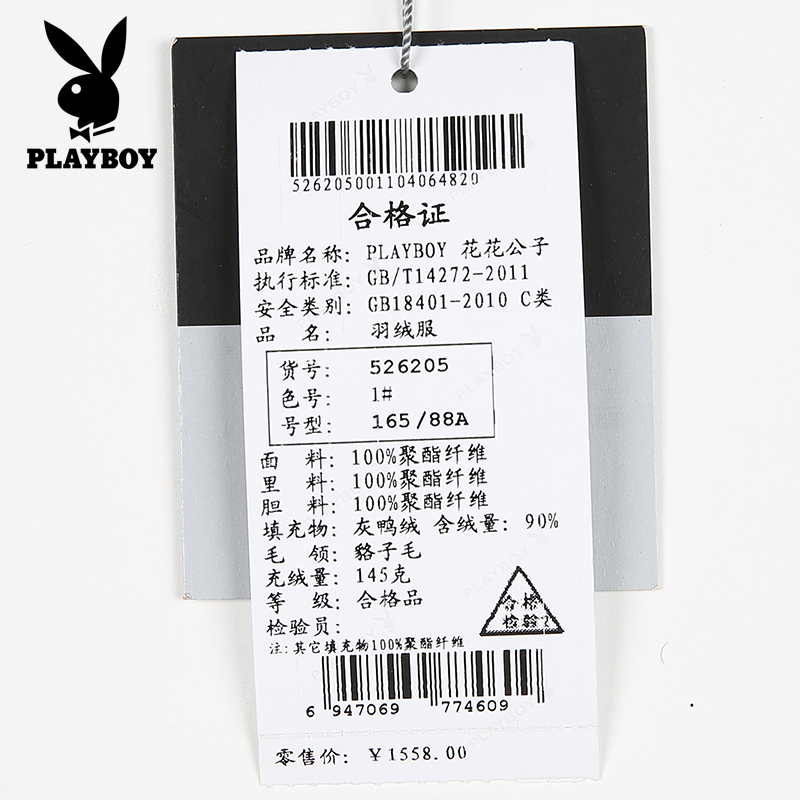 PLAYBOY
526205001104064820
合格证
品牌名称: PLAYBOY 花花公子
执行标准: GB/T14272-2011
安全类别: GB18401-2010 C类
品 名: 羽绒服
货号: 526205
色号: 1#
号型: 165/88A
面 料: 100%聚酯纤维
里 料: 100%聚酯纤维
胆 料: 100%聚酯纤维
填充物: 灰鸭绒 含绒量: 90%
毛 领: 貉子毛
充绒量: 145克
等 级: 合格品
合格
检验2
检验员:
注:其它填充物100%聚酯纤维
6 947069 774609
零售价: ¥1558.00